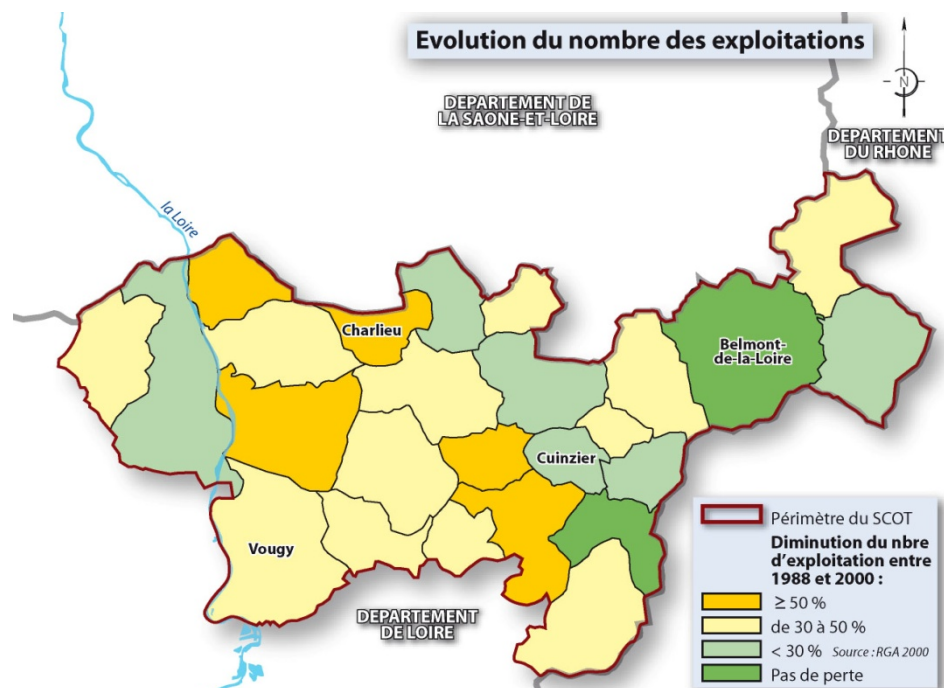 Evolution du nombre des exploitations
N
DEPARTEMENT DE
LA SAONE-ET-LOIRE
DEPARTEMENT
DU RHONE
la Loire
Charlieu
Belmont-
de-la-Loire
Cuinzier
Vougy
DEPARTEMENT
DE LOIRE
Périmètre du SCOT
Diminution du nbre
d'exploitation entre
1988 et 2000 :
≥ 50 %
de 30 à 50 %
< 30 % Source : RGA 2000
Pas de perte